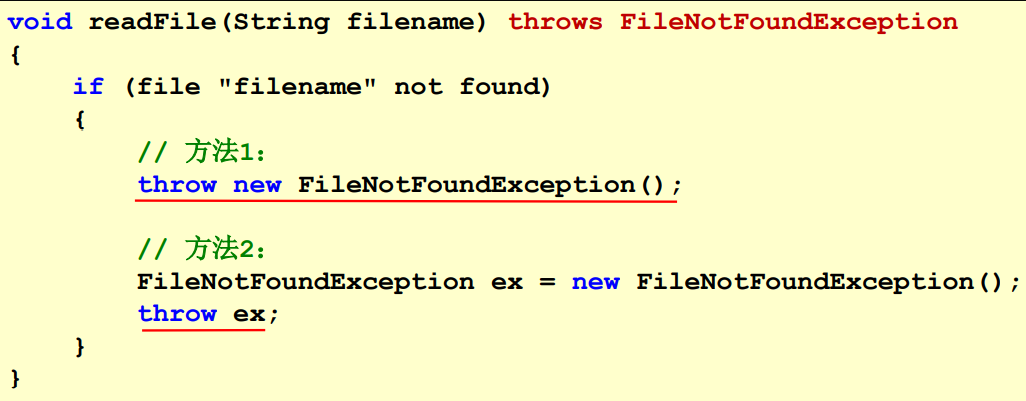 void readFile(String filename) throws FileNotFoundException
{
if (file "filename" not found)
{
// 方法1：
throw new FileNotFoundException();
// 方法2：
FileNotFoundException ex = new FileNotFoundException();
throw ex;
}
}